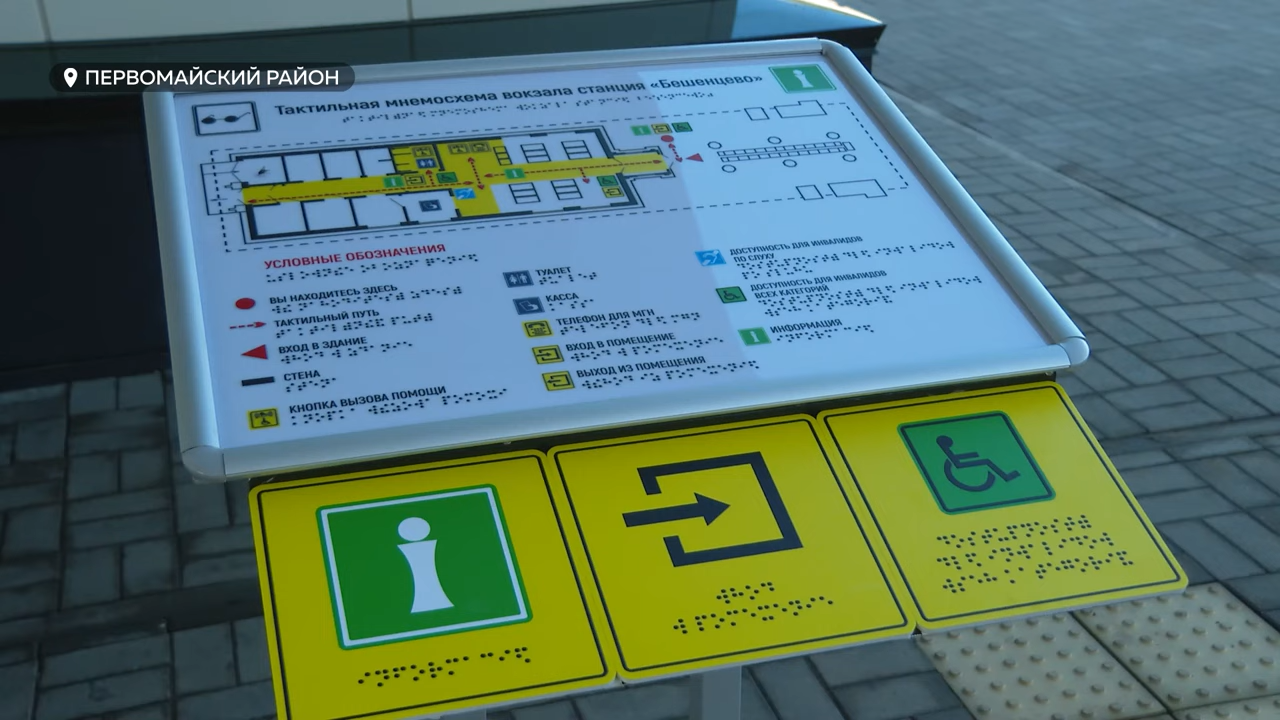 ПЕРВОМАЙСКИЙ РАЙОН
Тактильная мнемосхема вокзала станция «Бешенцево»
УСЛОВНЫЕ ОБОЗНАЧЕНИЯ
ВЫ НАХОДИТЕСЬ ЗДЕСЬ
ТАКТИЛЬНЫЙ ПУТЬ
ВХОД В ЗДАНИЕ
СТЕНА
КНОПКА ВЫЗОВА ПОМОЩИ
ТУАЛЕТ
КАССА
ТЕЛЕФОН ДЛЯ МГН
ВХОД В ПОМЕЩЕНИЕ
ВЫХОД ИЗ ПОМЕЩЕНИЯ
ДОСТУПНОСТЬ ДЛЯ ИНВАЛИДОВ
ПО СЛУХУ
ДОСТУПНОСТЬ ДЛЯ ИНВАЛИДОВ
ВСЕХ КАТЕГОРИЙ
ИНФОРМАЦИЯ